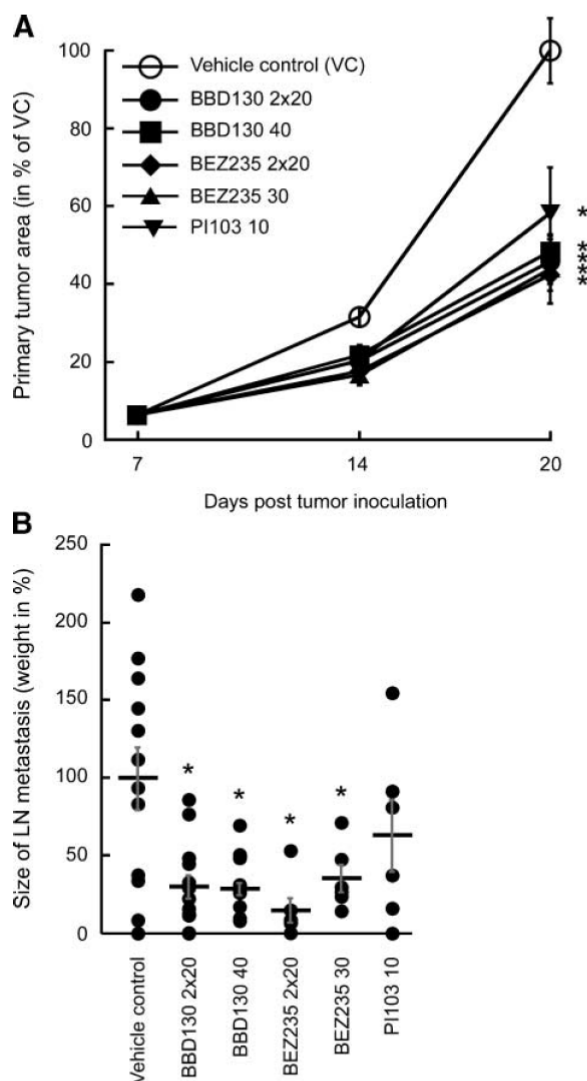 A
Primary tumor area (in % of VC)
100
80
60
40
20
0
Vehicle control (VC)
BBD130 2x20
BBD130 40
BEZ235 2x20
BEZ235 30
PI103 10
*
****
7
14
20
Days post tumor inoculation
B
Size of LN metastasis (weight in %)
250
200
150
100
50
0
*
*
*
*
Vehicle control
BBD130 2x20
BBD130 40
BEZ235 2x20
BEZ235 30
PI103 10